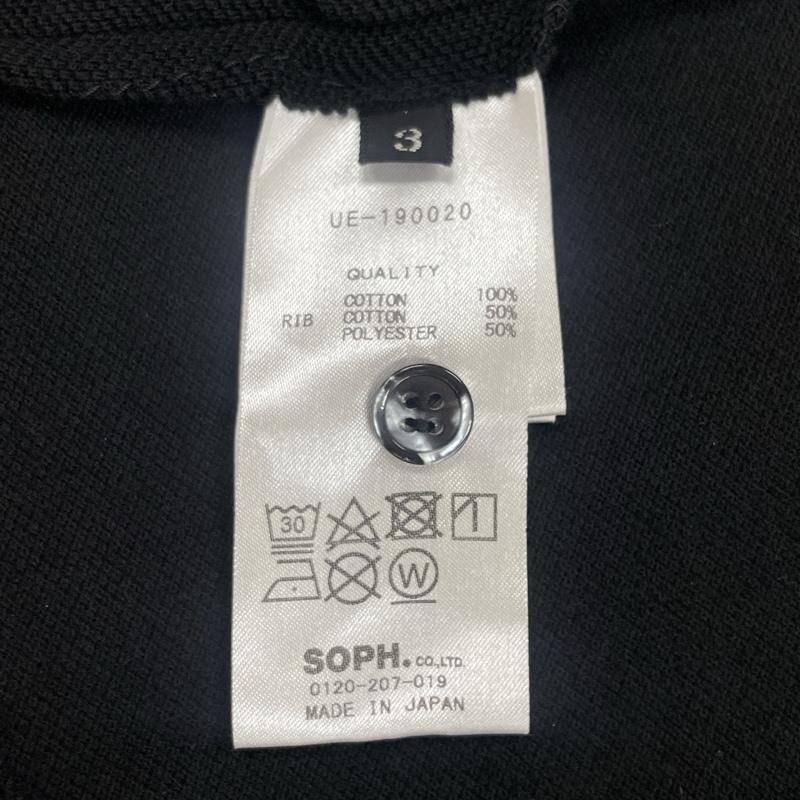 3
UE-190020
QUALITY
COTTON 100%
RIB COTTON 50%
POLYESTER 50%
30
W
SOPH. CO.,LTD.
0120-207-019
MADE IN JAPAN